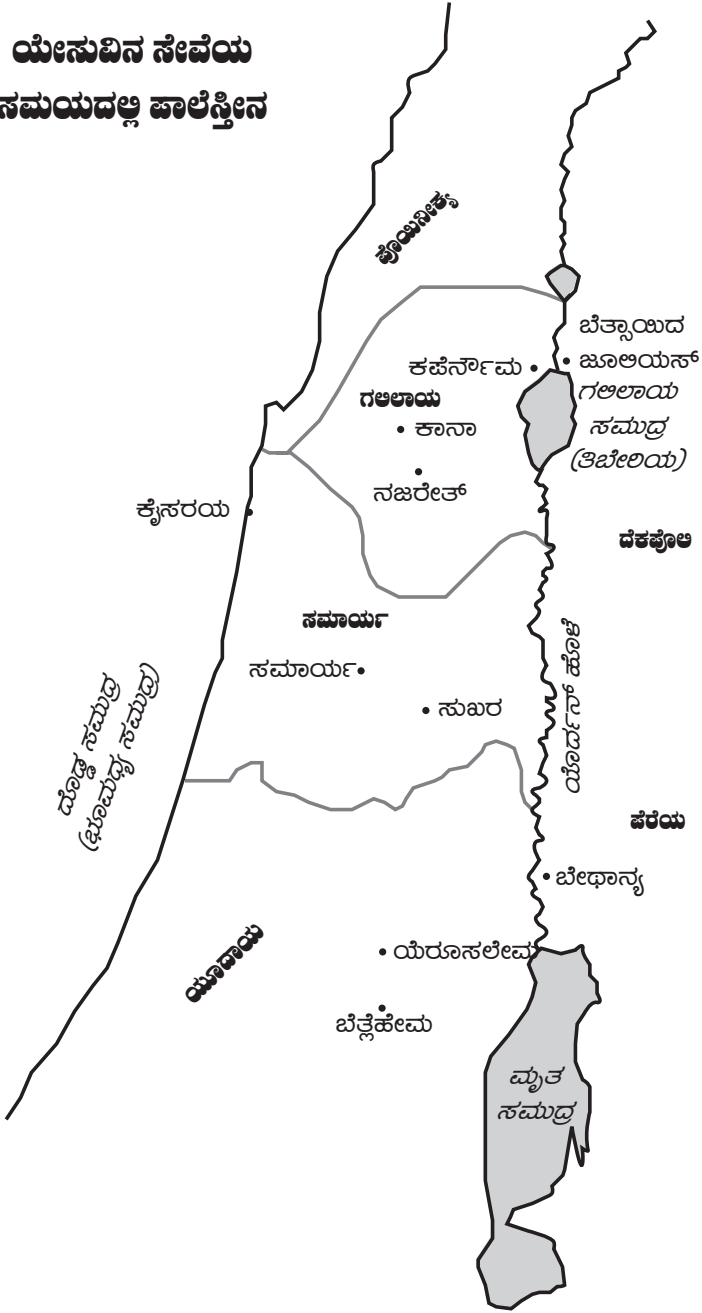 ಯೇಸುವಿನ ಸೇವೆಯ
ಸಮಯದಲ್ಲಿ ಪಾಲೆಸ್ತೀನ
ಫೊಯಿನೀಕ್ಯ
ಬೆತ್ಸಾಯಿದ
ಜೂಲಿಯಸ್
ಕಪೆರ್ನೌಮ
ಗಲಿಲಾಯ
ಸಮುದ್ರ
(ತಿಬೇರಿಯ)
ಗಲಿಲಾಯ
ಕಾನಾ
ನಜರೇತ್
ಕೈಸರಯ
ದೆಕಪೊಲಿ
ಸಮಾರ್ಯ
ಸಮಾರ್ಯ
ಸುಖರ
ಯೊರ್ದನ್ ಹೊಳೆ
ದೊಡ್ಡ ಸಮುದ್ರ
(ಭೂಮಧ್ಯ ಸಮುದ್ರ)
ಪೆರೆಯ
ಬೇಥಾನ್ಯ
ಯೂದಾಯ
ಯೆರೂಸಲೇಮ
ಬೆತ್ಲೆಹೇಮ
ಮೃತ
ಸಮುದ್ರ